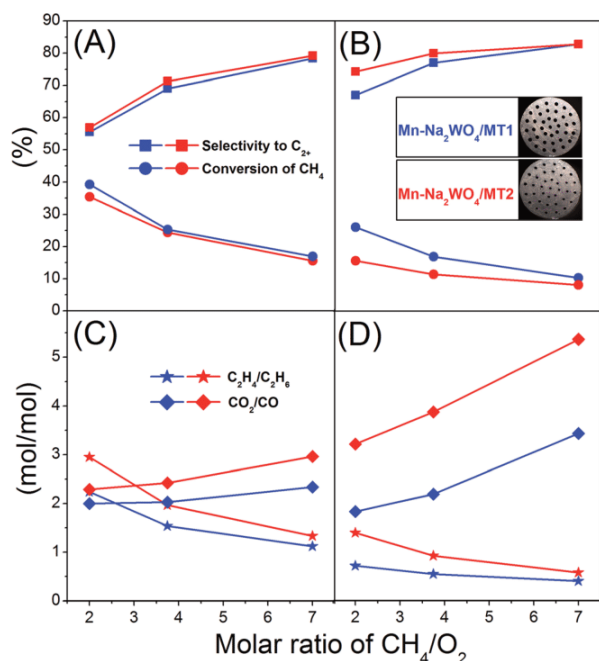 (A)
(B)
90
80
70
60
50
40
30
20
10
0
(%)
Selectivity to C₂₊
Conversion of CH₄
Mn-Na₂WO₄/MT1
Mn-Na₂WO₄/MT2
(C)
(D)
5
4
3
2
1
0
(mol/mol)
C₂H₄/C₂H₆
CO₂/CO
2 3 4 5 6 7
2 3 4 5 6 7
Molar ratio of CH₄/O₂